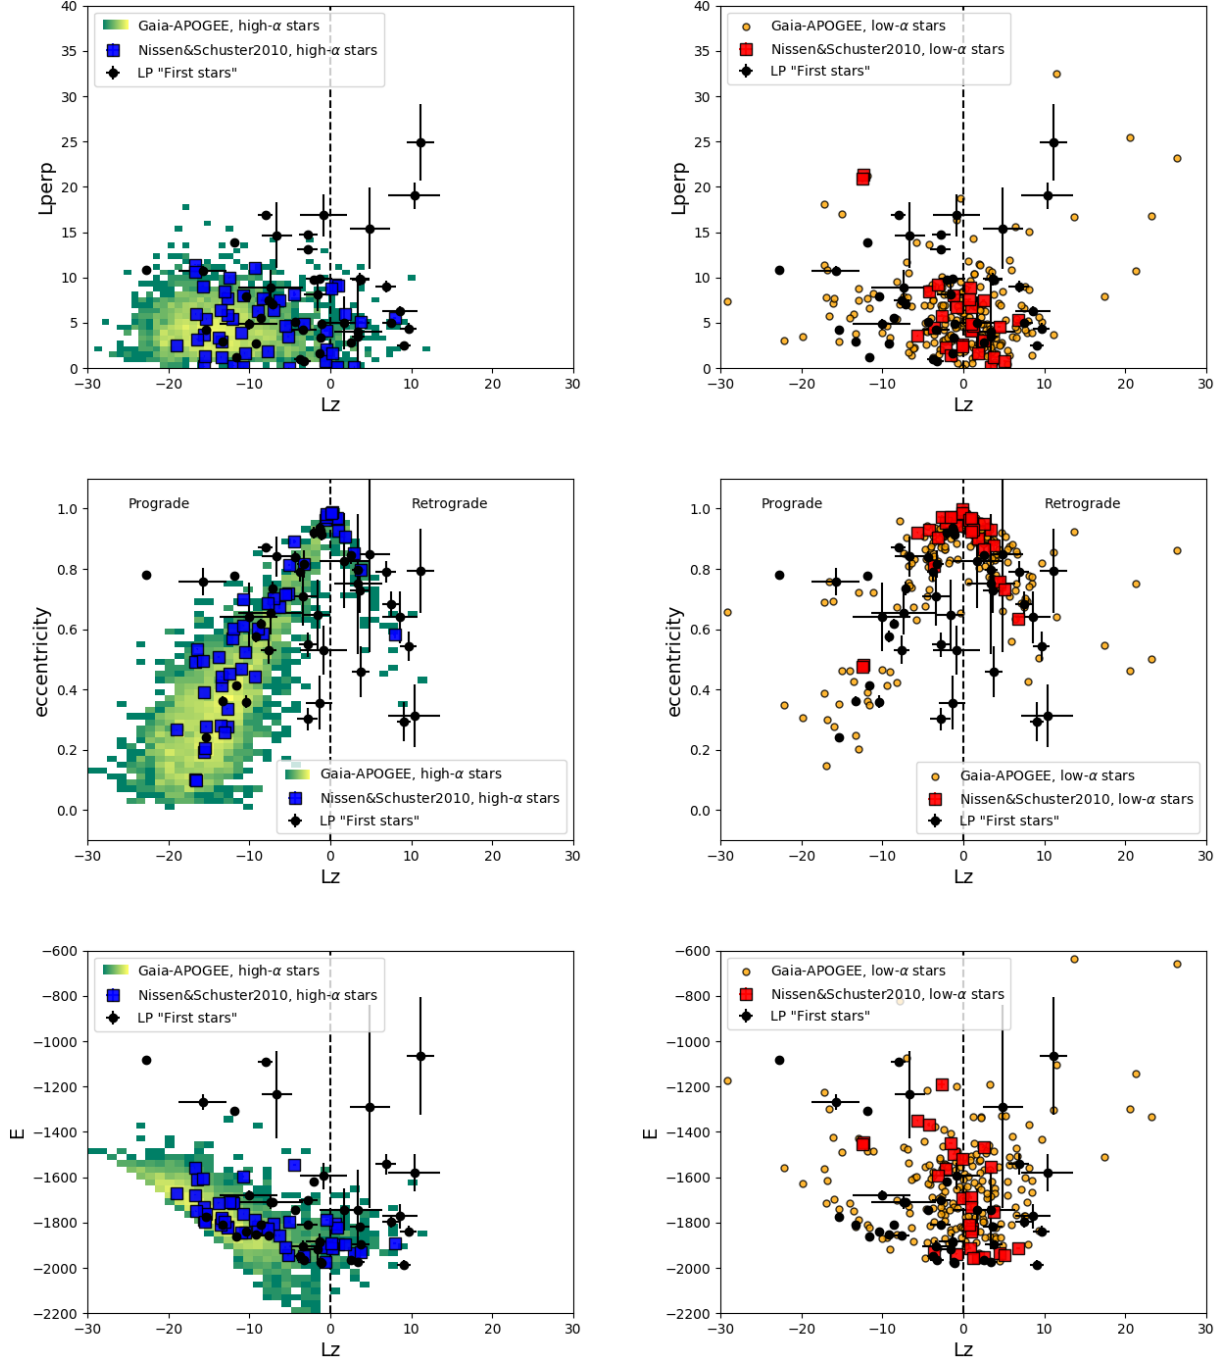 40
35
30
25
20
15
10
5
0
Lperp
Gaia-APOGEE, high-α stars
Nissen&Schuster2010, high-α stars
LP "First stars"
−30 −20 −10 0 10 20 30
Lz
40
35
30
25
20
15
10
5
0
Lperp
Gaia-APOGEE, low-α stars
Nissen&Schuster2010, low-α stars
LP "First stars"
−30 −20 −10 0 10 20 30
Lz
1.0
0.8
0.6
0.4
0.2
0.0
eccentricity
Prograde Retrograde
Gaia-APOGEE, high-α stars
Nissen&Schuster2010, high-α stars
LP "First stars"
−30 −20 −10 0 10 20 30
Lz
1.0
0.8
0.6
0.4
0.2
0.0
eccentricity
Prograde Retrograde
Gaia-APOGEE, low-α stars
Nissen&Schuster2010, low-α stars
LP "First stars"
−30 −20 −10 0 10 20 30
Lz
−600
−800
−1000
−1200
−1400
−1600
−1800
−2000
−2200
E
Gaia-APOGEE, high-α stars
Nissen&Schuster2010, high-α stars
LP "First stars"
−30 −20 −10 0 10 20 30
Lz
−600
−800
−1000
−1200
−1400
−1600
−1800
−2000
−2200
E
Gaia-APOGEE, low-α stars
Nissen&Schuster2010, low-α stars
LP "First stars"
−30 −20 −10 0 10 20 30
Lz